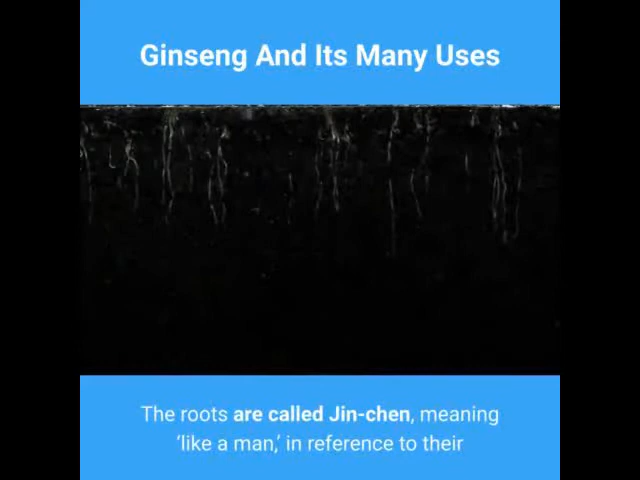 Ginseng And Its Many Uses
The roots are called Jin-chen, meaning
‘like a man,’ in reference to their